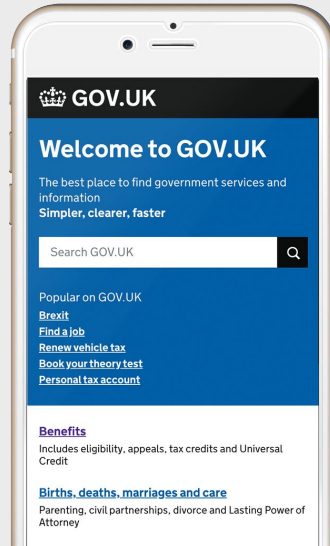 GOV.UK
Welcome to GOV.UK
The best place to find government services and
information
Simpler, clearer, faster
Search GOV.UK
Popular on GOV.UK
Brexit
Find a job
Renew vehicle tax
Book your theory test
Personal tax account
Benefits
Includes eligibility, appeals, tax credits and Universal
Credit
Births, deaths, marriages and care
Parenting, civil partnerships, divorce and Lasting Power of
Attorney